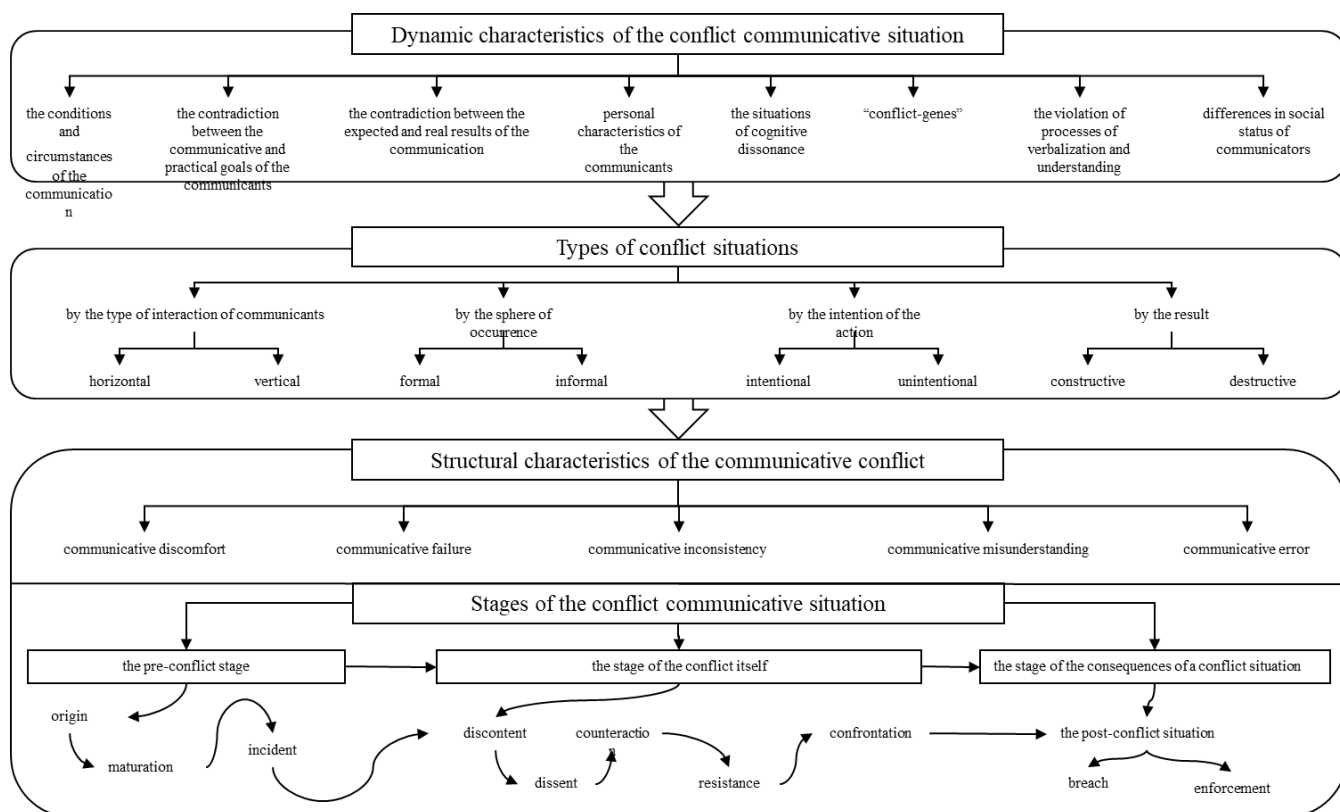 Dynamic characteristics of the conflict communicative situation
the conditions and
circumstances of the communicatio
n
the contradiction
between the
communicative and
practical goals of the
communicants
the contradiction between the
expected and real results of the
communication
personal
characteristics of
the
communicants
the situations
of cognitive
dissonance
“conflict-genes”
the violation of
processes of
verbalization and
understanding
differences in social
status of
communicators
Types of conflict situations
by the type of interaction of communicants
by the sphere of
occurrence
by the intention of the
action
by the result
horizontal
vertical
formal
informal
intentional
unintentional
constructive
destructive
Structural characteristics of the communicative conflict
communicative discomfort
communicative failure
communicative inconsistency
communicative misunderstanding
communicative error
Stages of the conflict communicative situation
the pre-conflict stage
the stage of the conflict itself
the stage of the consequences of a conflict situation
origin
maturation
incident
discontent
dissent
counteractio
n
resistance
confrontation
the post-conflict situation
breach
enforcement